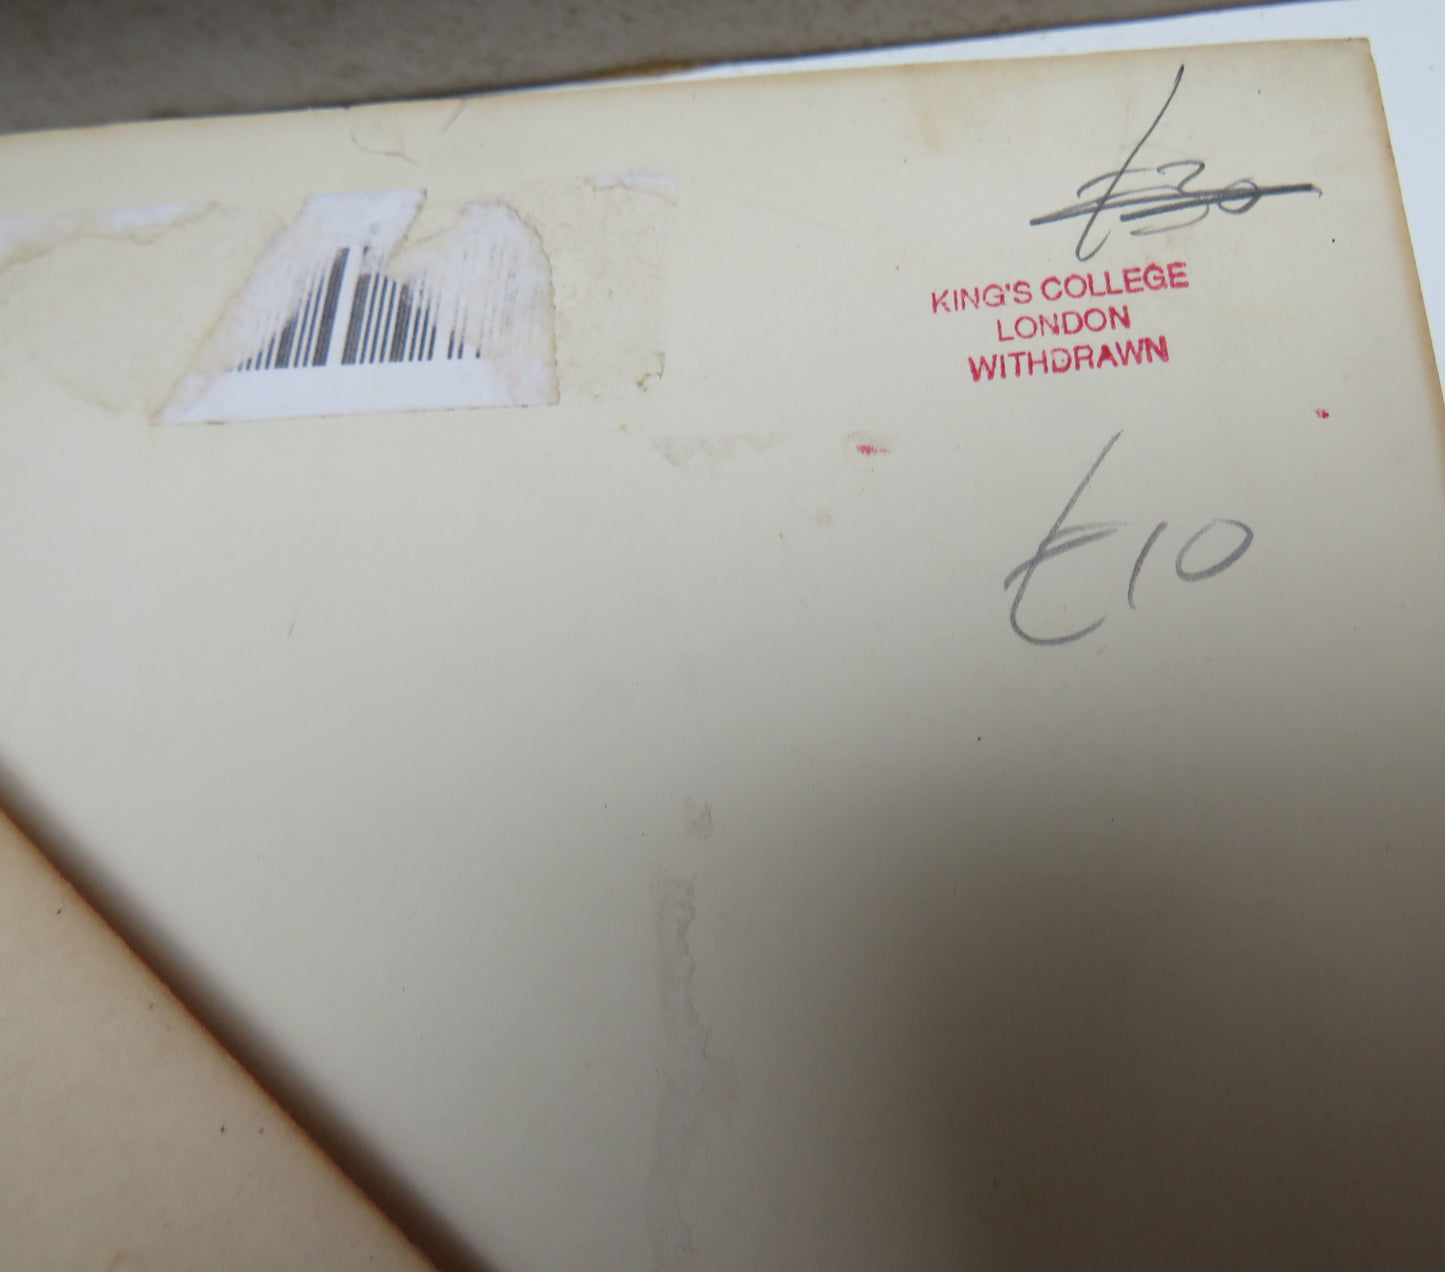 £30
KING'S COLLEGE
LONDON
WITHDRAWN
£10